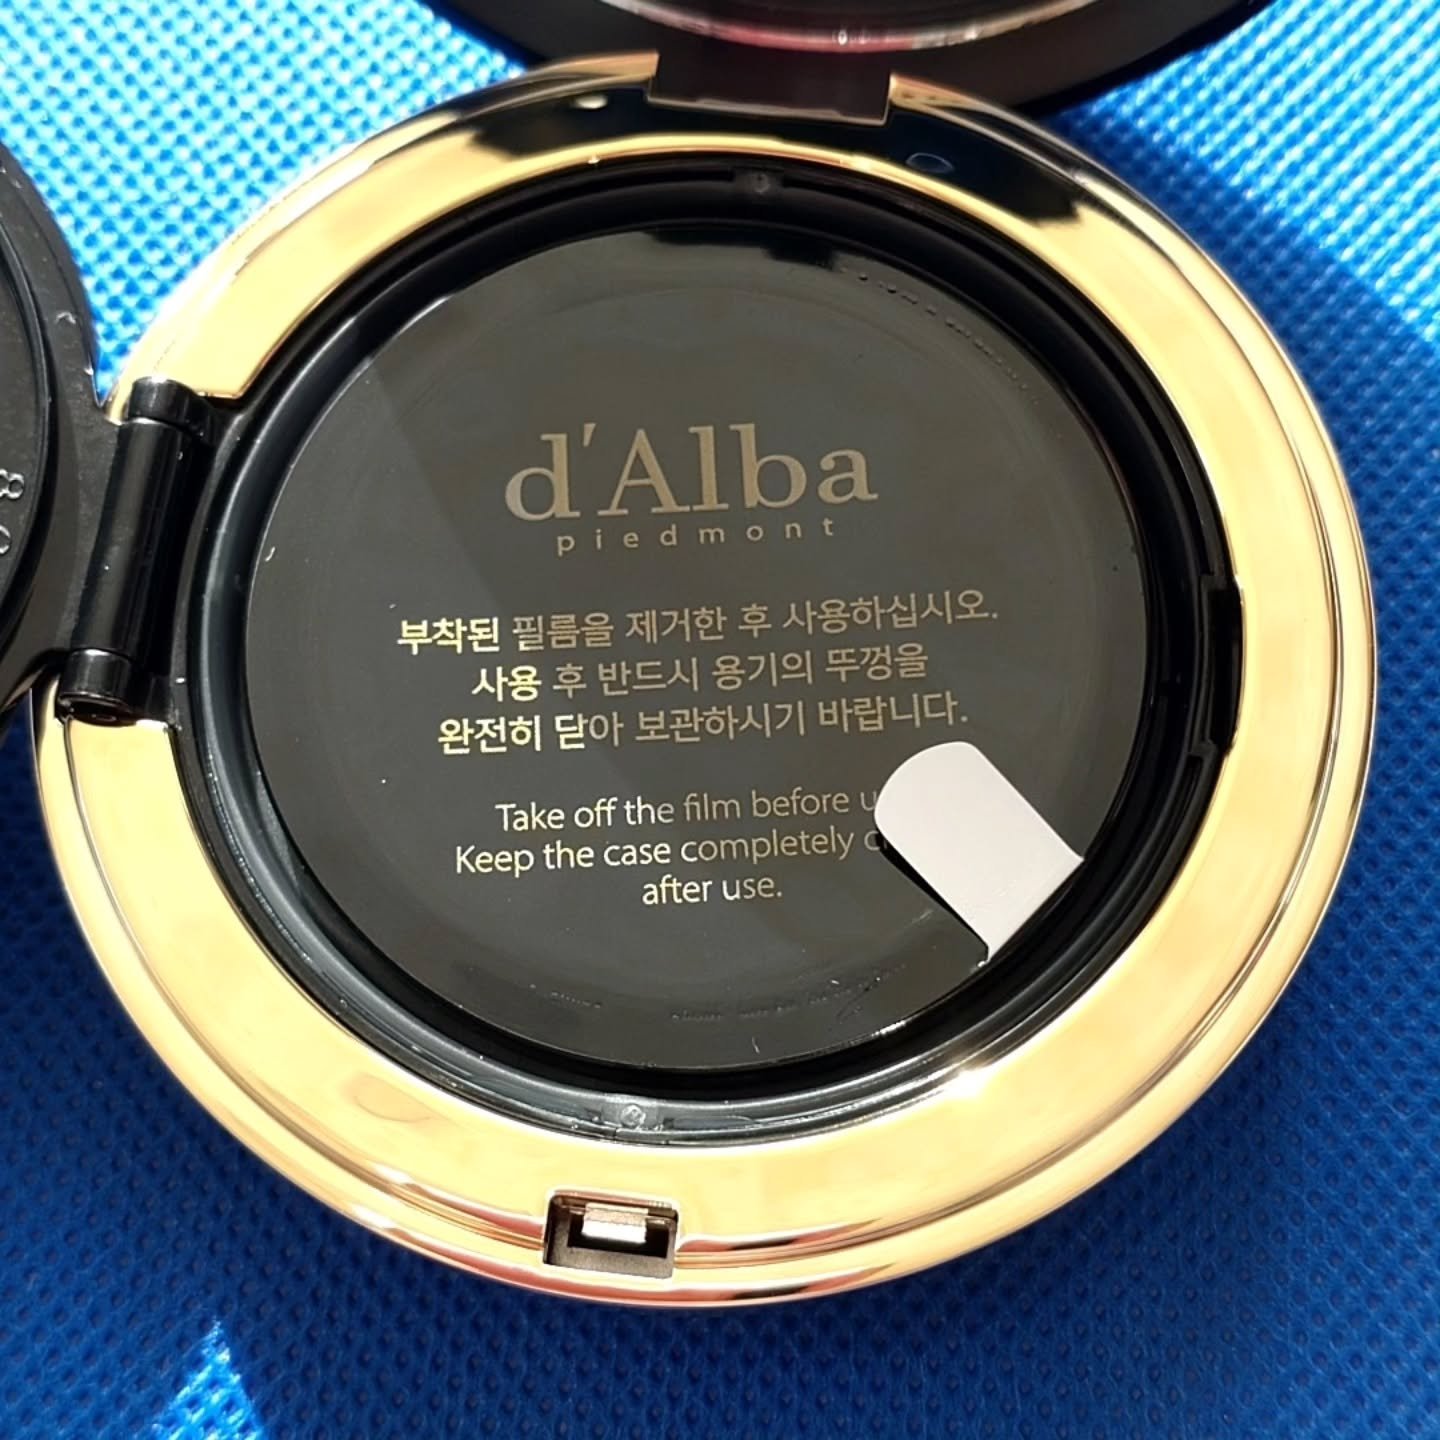 d'Alba
piedmont
부착된 필름을 제거한 후 사용하십시오.
사용 후 반드시 용기의 뚜껑을
완전히 닫아 보관하시기 바랍니다.
Take off the film before
Keep the case completely
after use.